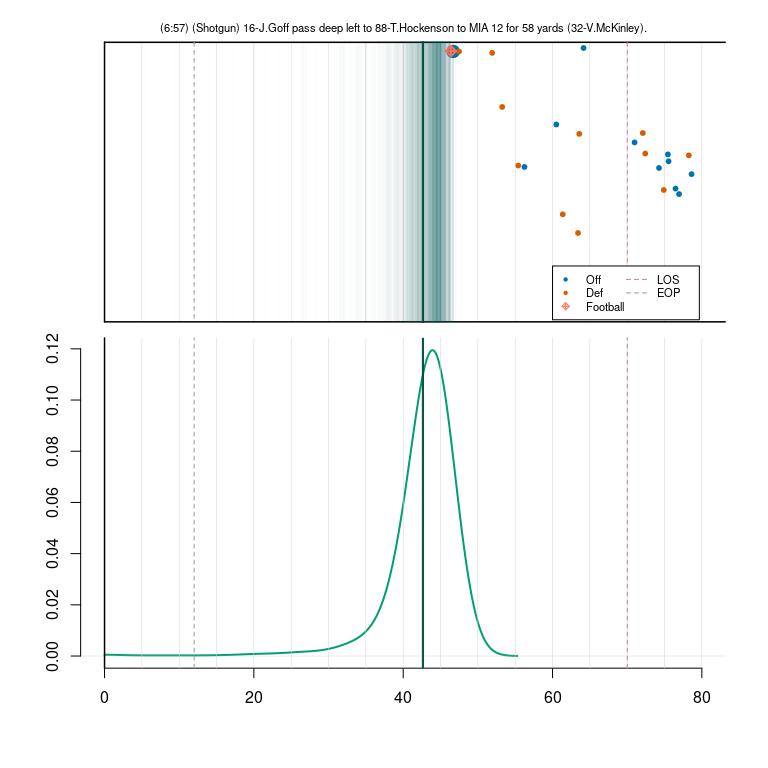 (6:57) (Shotgun) 16-J.Goff pass deep left to 88-T.Hockenson to MIA 12 for 58 yards (32-V.McKinley).
Off LOS
Def EOP
Football
0.12
0.10
0.08
0.06
0.04
0.02
0.00
0 20 40 60 80